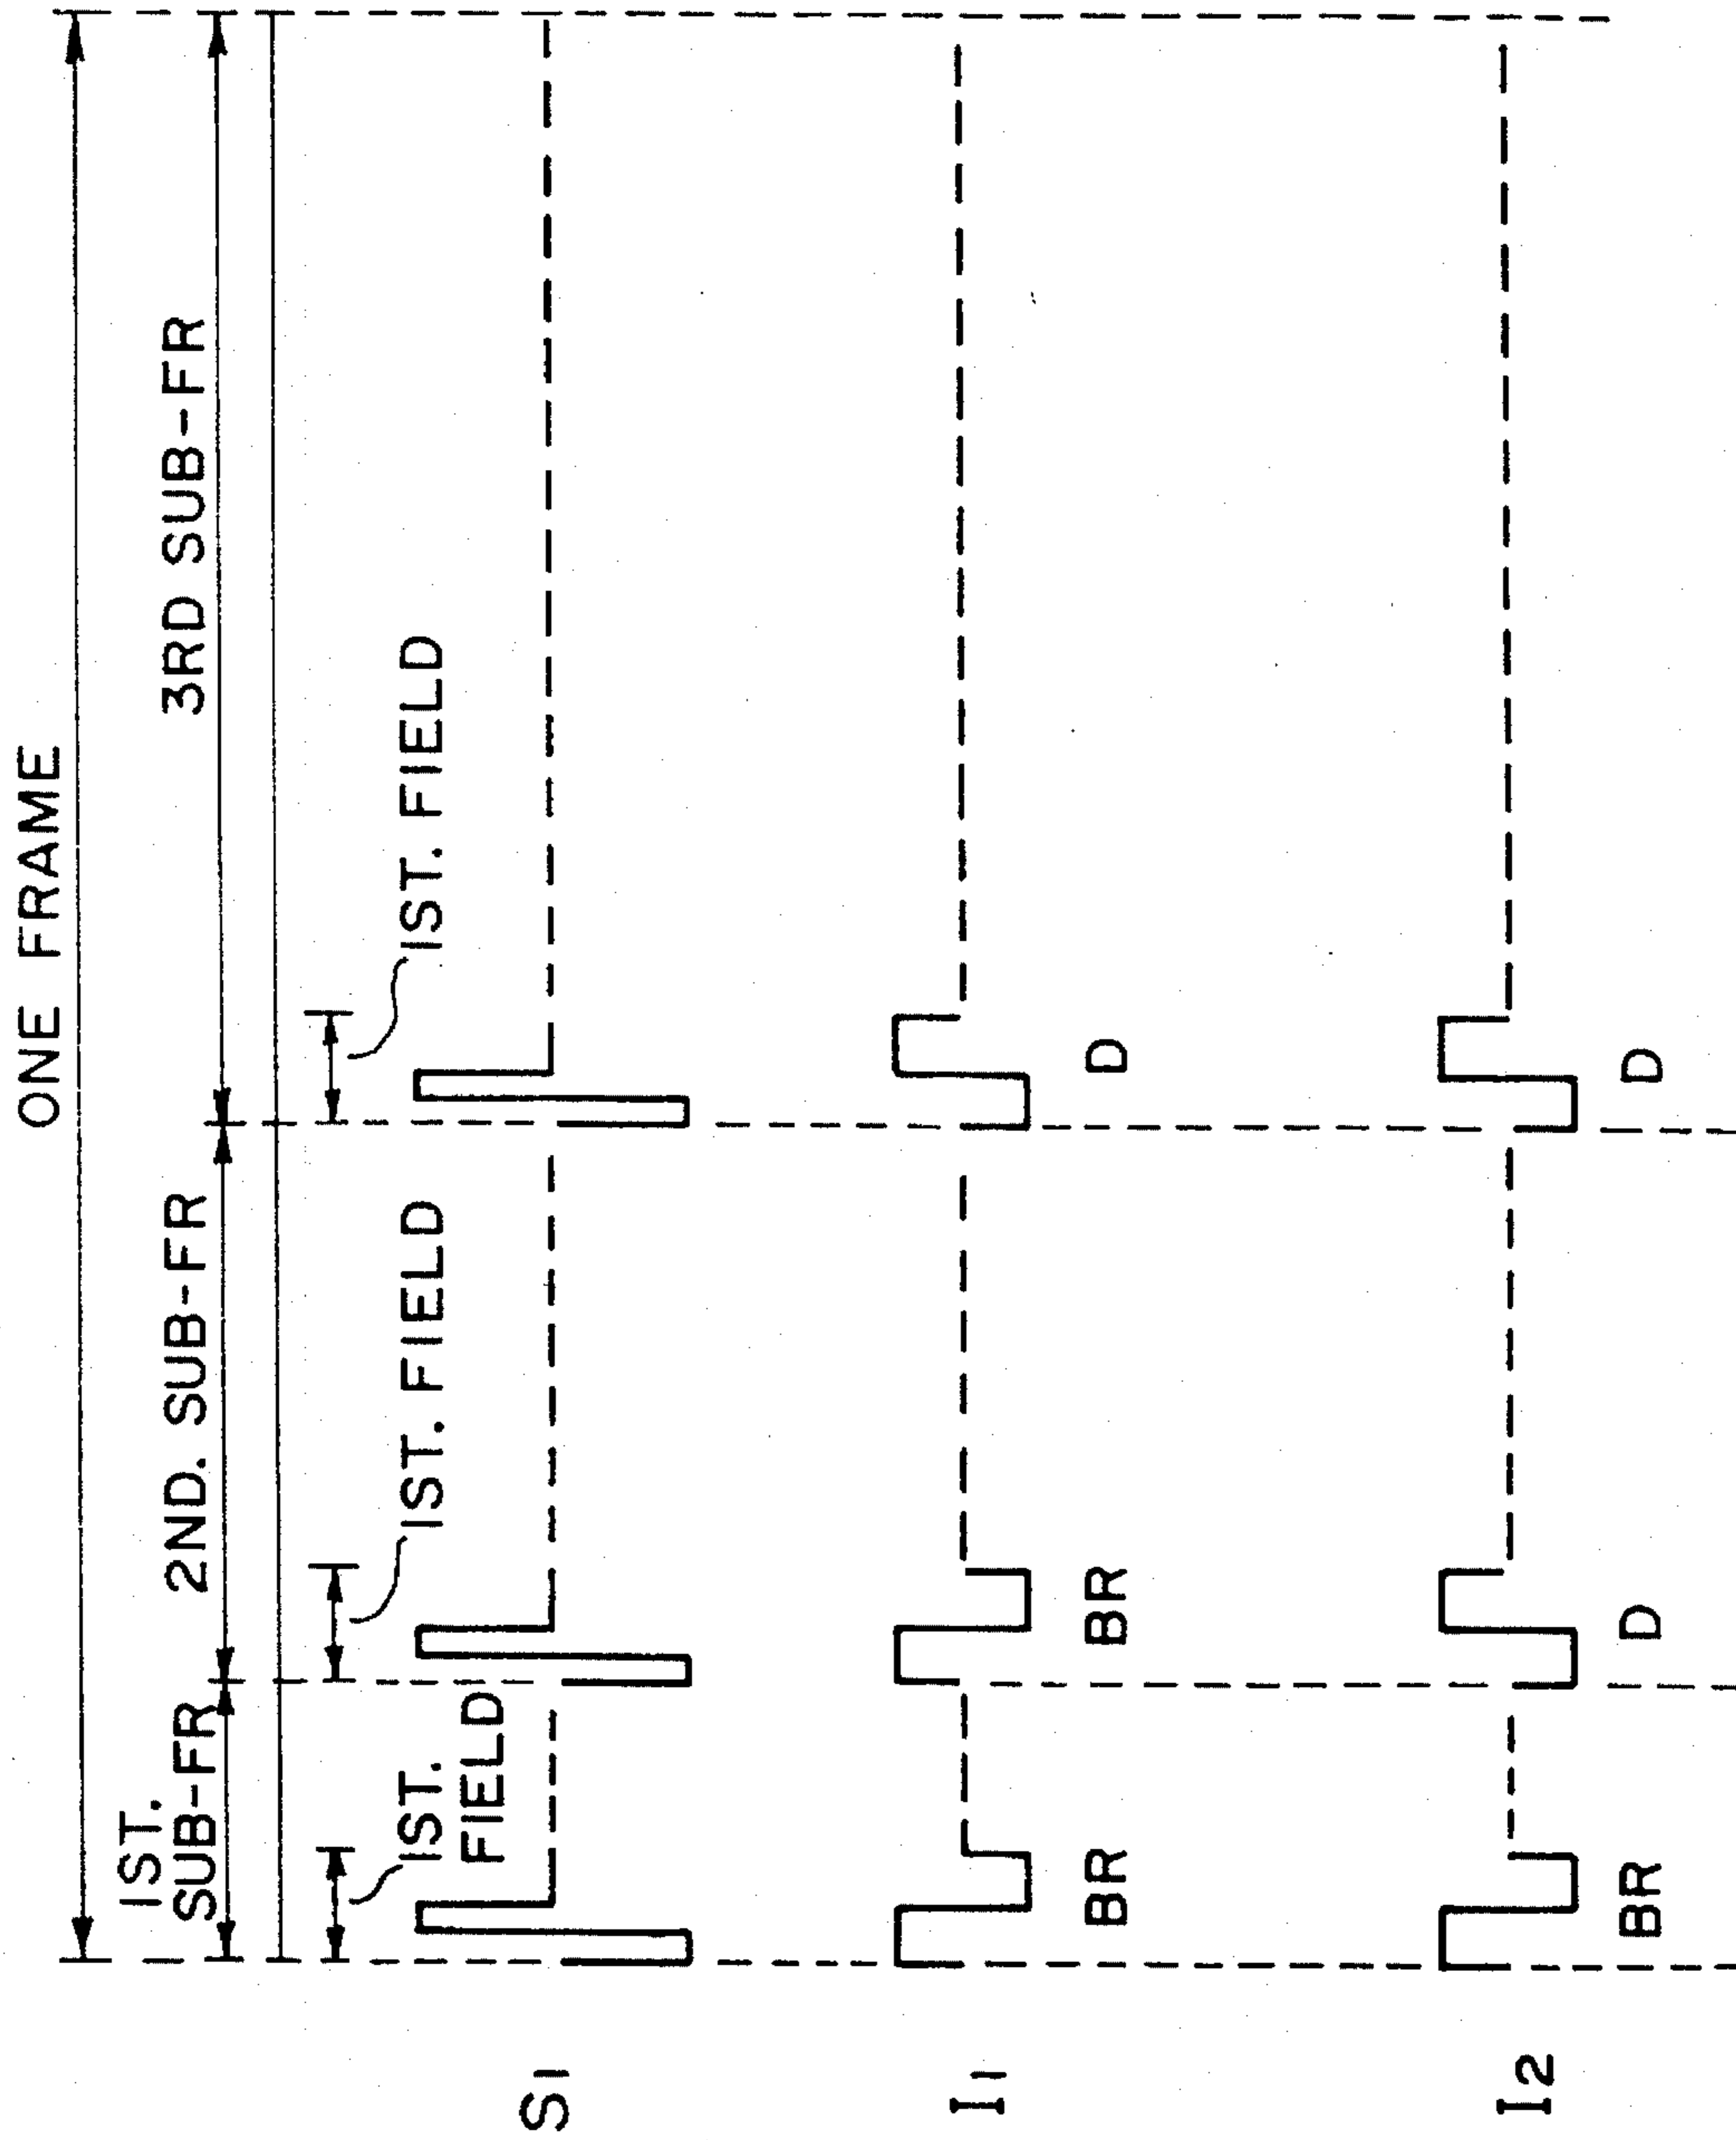 ONE FRAME
IST.
SUB-FR
2ND. SUB-FR
3RD SUB-FR
IST.
FIELD
IST. FIELD
IST. FIELD
S1
I1
BR
BR
D
I2
BR
D
D